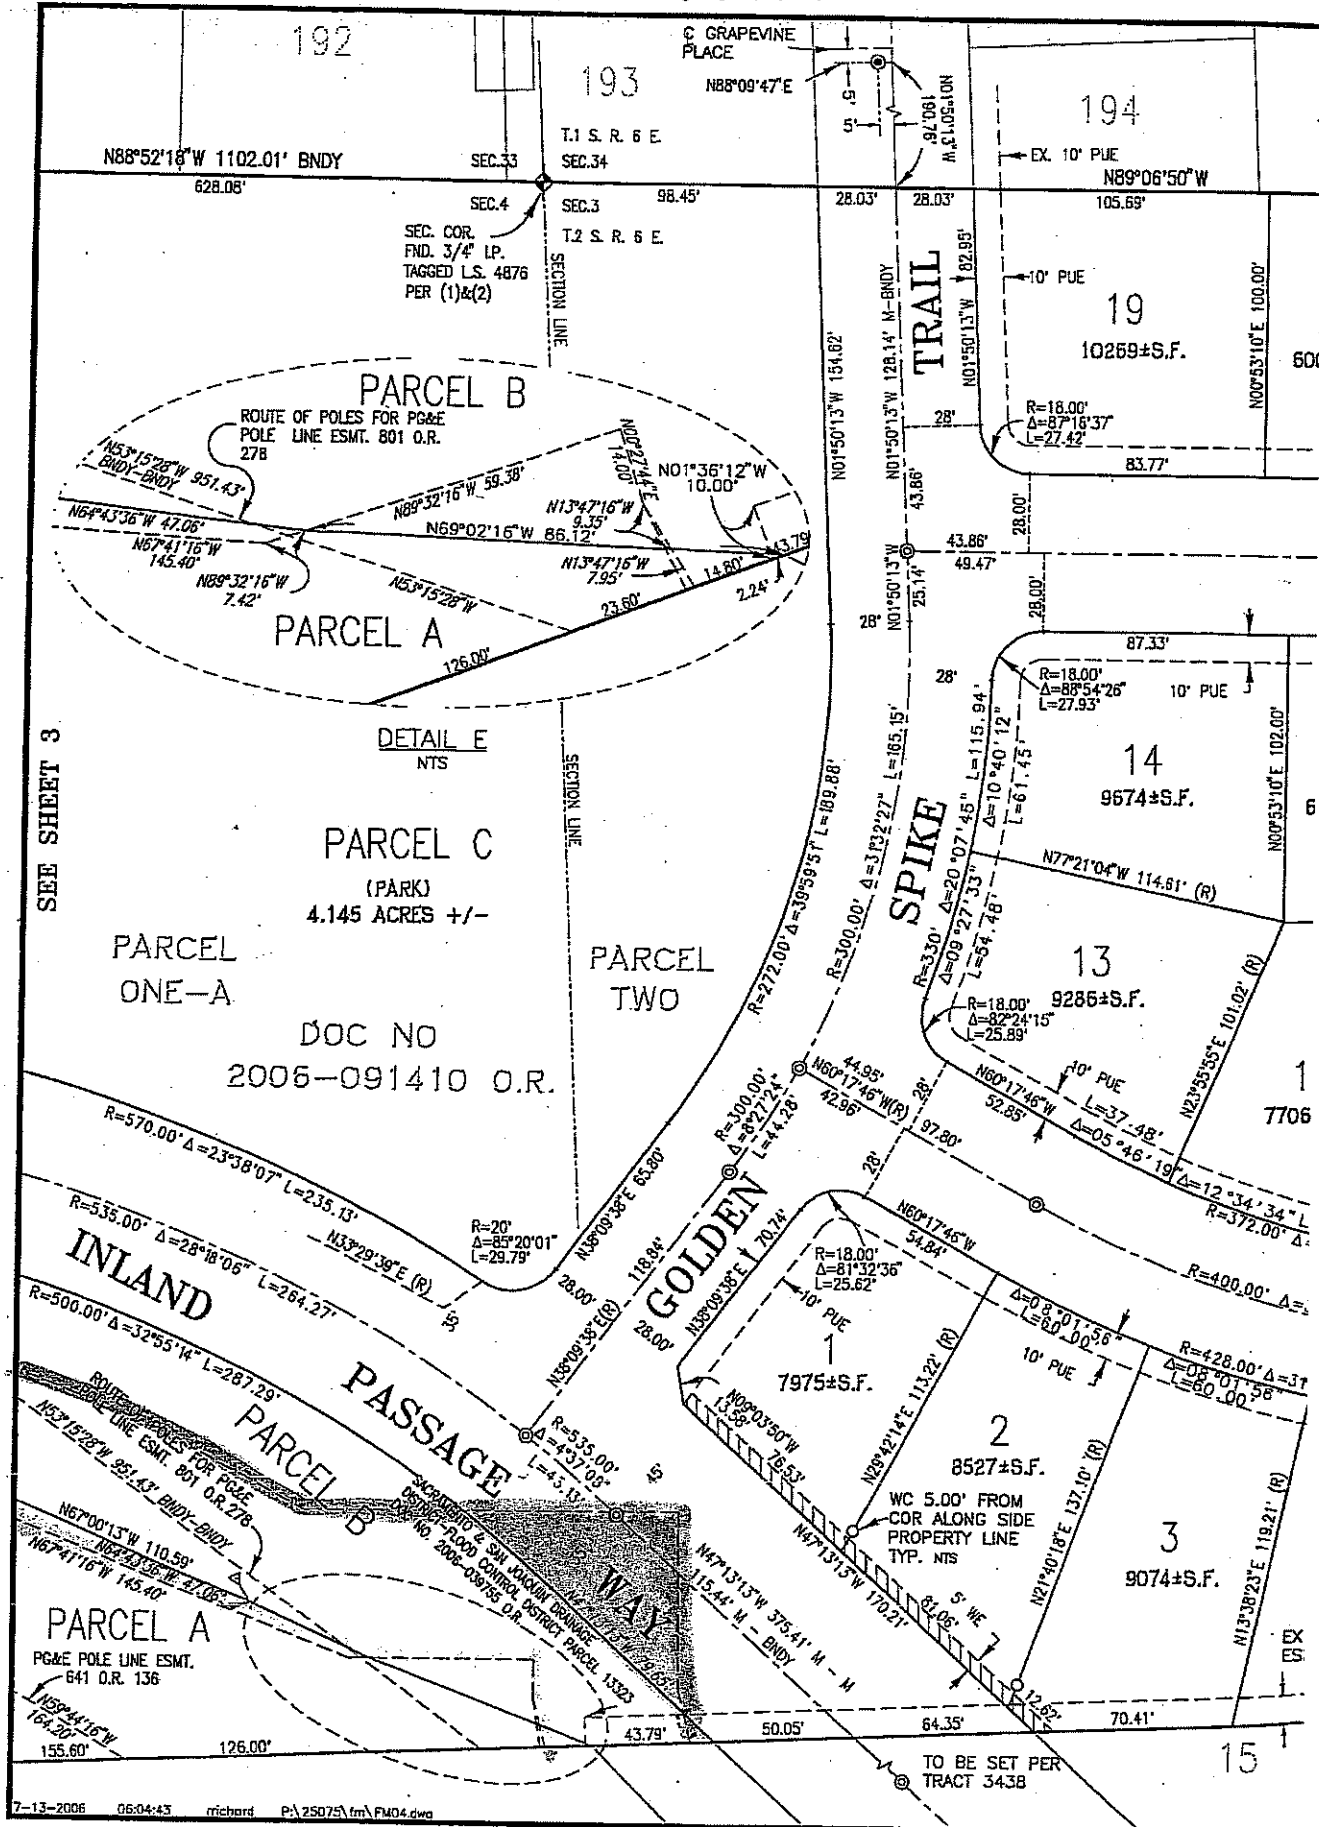 192
193
194
℄ GRAPEVINE
PLACE
N88°09'47"E
5'
5'
N01°50'13"W
190.76'
T.1 S. R. 6 E.
SEC.33
SEC.34
N88°52'18"W 1102.01' BNDY
628.08'
SEC.4
SEC.3
98.45'
28.03'
28.03'
EX. 10' PUE
N89°06'50"W
105.69'
T.2 S. R. 6 E.
SEC. COR.
FND. 3/4" I.P.
TAGGED L.S. 4876
PER (1)&(2)
SECTION LINE
TRAIL
N01°50'13"W 82.95'
10' PUE
19
10269±S.F.
N00°53'10"E 100.00'
N01°50'13"W 154.62'
N01°50'13"W 128.14' M-BNDY
28'
R=18.00'
Δ=87°16'37"
L=27.42'
83.77'
PARCEL B
ROUTE OF POLES FOR PG&E
POLE LINE ESMT. 801 O.R.
278
N53°15'28"W 951.43'
BNDY-BNDY
N89°32'16"W 59.38'
N00°27'44"E
14.00'
N01°36'12"W
10.00'
N64°43'36"W 47.06'
N67°41'16"W
145.40'
N69°02'16"W 86.12'
N13°47'16"W
9.35'
43.79
N89°32'16"W
7.42'
N53°15'28"W
N13°47'16"W
7.95'
14.80'
23.60'
2.24'
PARCEL A
126.00'
DETAIL E
NTS
43.86'
28.00'
43.86'
49.47'
N01°50'13"W
25.14'
28.00'
28'
28'
87.33'
R=18.00'
Δ=88°54'26"
L=27.93'
10' PUE
14
9674±S.F.
N00°53'10"E 102.00'
SEE SHEET 3
SECTION LINE
PARCEL C
(PARK)
4.145 ACRES +/-
PARCEL
ONE-A
PARCEL
TWO
DOC NO
2006-091410 O.R.
R=272.00' Δ=39°59'51" L=189.88'
R=300.00' Δ=31°32'27" L=165.15'
SPIKE
R=330' Δ=20°07'45" L=115.94'
Δ=10°40'12"
L=61.45'
Δ=09°27'33"
L=54.48'
N77°21'04"W 114.61' (R)
13
9286±S.F.
R=18.00'
Δ=82°24'15"
L=25.89'
10' PUE
N60°17'46"W
52.85'
L=37.48'
Δ=05°46'19"
N23°55'55"E 101.02' (R)
1
7706
Δ=12°34'34" L
R=372.00' Δ=
44.95'
N60°17'46"W(R)
42.96'
28'
97.80'
28'
R=300.00'
Δ=8°27'24"
L=44.28'
R=400.00' Δ=
R=570.00' Δ=23°38'07" L=235.13'
R=535.00' Δ=28°18'06" L=264.27'
N33°29'39"E (R)
35'
R=20'
Δ=85°20'01"
L=29.79'
N38°09'38"E 65.80'
INLAND
PASSAGE
WAY
R=500.00' Δ=32°55'14" L=287.29'
28.00'
28.00'
118.84'
N38°09'38"E(R)
GOLDEN
N38°09'38"E 70.74'
R=18.00'
Δ=81°32'36"
L=25.62'
10' PUE
1
7975±S.F.
N60°17'46"W
54.84'
Δ=08°01'56"
L=60.00'
10' PUE
R=428.00' Δ=31
Δ=08°01'56"
L=60.00'
N09°03'50"W
13.58'
76.53'
N29°42'14"E 113.22' (R)
2
8527±S.F.
WC 5.00' FROM
COR ALONG SIDE
PROPERTY LINE
TYP. NTS
N21°40'18"E 137.10' (R)
3
9074±S.F.
N13°38'23"E 119.21' (R)
R=535.00'
Δ=4°37'09"
L=43.13'
45'
N47°13'13"W 375.41' M - M
115.44' M - BNDY
N47°13'13"W 170.21'
81.06'
5' WE
12.62'
ROUTE OF POLES FOR PG&E
POLE LINE ESMT. 801 O.R. 278
N53°15'28"W 951.43' BNDY-BNDY
PARCEL B
SACRAMENTO & SAN JOAQUIN DRAINAGE
DISTRICT-FLOOD CONTROL DISTRICT PARCEL 13323
DOC NO. 2006-039755 O.R.
N67°00'13"W 110.59'
N64°43'36"W 47.06'
N67°41'16"W 145.40'
PARCEL A
PG&E POLE LINE ESMT.
641 O.R. 136
N59°44'16"W
164.20'
155.60'
126.00'
43.79'
50.05'
64.35'
70.41'
15
TO BE SET PER
TRACT 3438
7-13-2006 06:04:43 mrichard P:\25075\fm\FM04.dwg